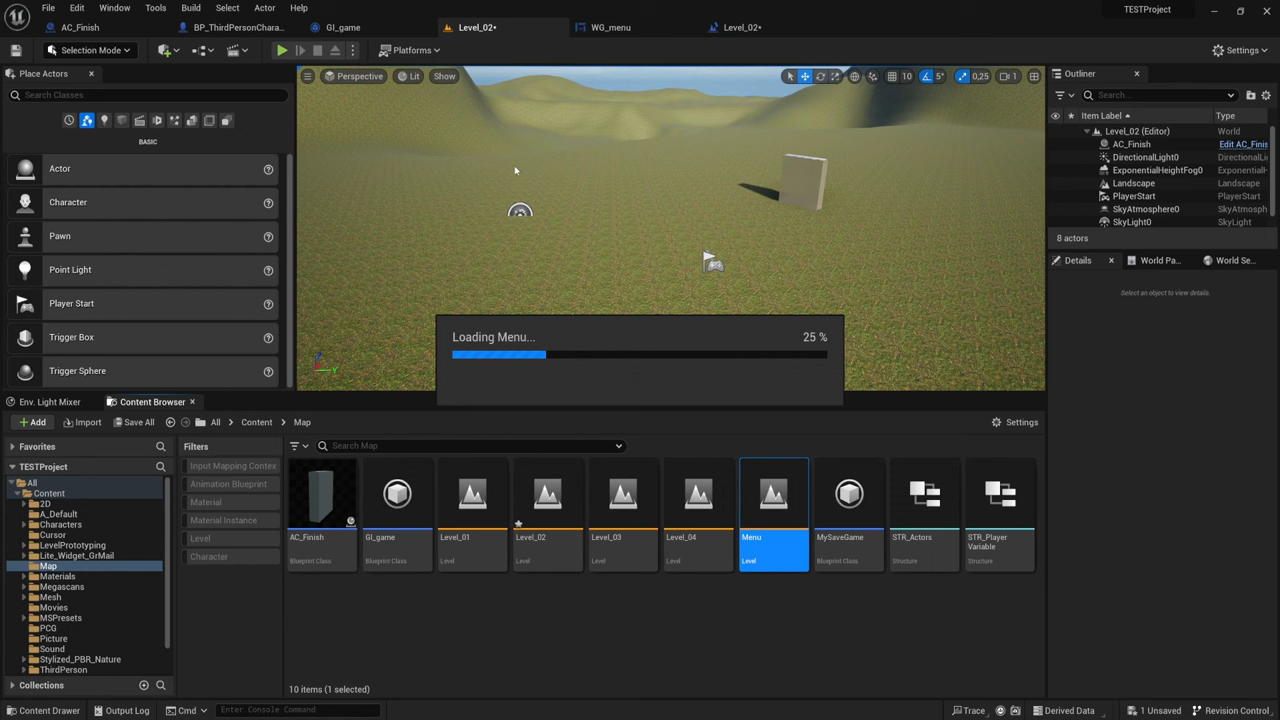 File Edit Window Tools Build Select Actor Help
TESTProject
AC_Finish
BP_ThirdPersonChara...
GI_game
Level_02*
WG_menu
Level_02*
Selection Mode
Platforms
Settings
Place Actors
Search Classes
BASIC
Actor
Character
Pawn
Point Light
Player Start
Trigger Box
Trigger Sphere
Perspective
Lit
Show
10
5°
0,25
1
Loading Menu...
25 %
Outliner
Search...
Item Label
Type
Level_02 (Editor)
World
AC_Finish
Edit AC_Finis
DirectionalLight0
DirectionalLi
ExponentialHeightFog0
ExponentialH
Landscape
Landscape
PlayerStart
PlayerStart
SkyAtmosphere0
SkyAtmosph
SkyLight0
SkyLight
8 actors
Details
World Pa...
World Se...
Select an object to view details.
Env. Light Mixer
Content Browser
Add
Import
Save All
All
Content
Map
Settings
Favorites
TESTProject
All
Content
2D
A_Default
Characters
Cursor
LevelPrototyping
Lite_Widget_GrMail
Map
Materials
Megascans
Mesh
Movies
MSPresets
PCG
Picture
Sound
Stylized_PBR_Nature
ThirdPerson
Collections
Filters
Input Mapping Contex
Animation Blueprint
Material
Material Instance
Level
Character
Search Map
AC_Finish
Blueprint Class
GI_game
Blueprint Class
Level_01
Level
Level_02
Level
Level_03
Level
Level_04
Level
Menu
Level
MySaveGame
Blueprint Class
STR_Actors
Structure
STR_Player
Variable
Structure
10 items (1 selected)
Content Drawer
Output Log
Cmd
Enter Console Command
Trace
Derived Data
1 Unsaved
Revision Control